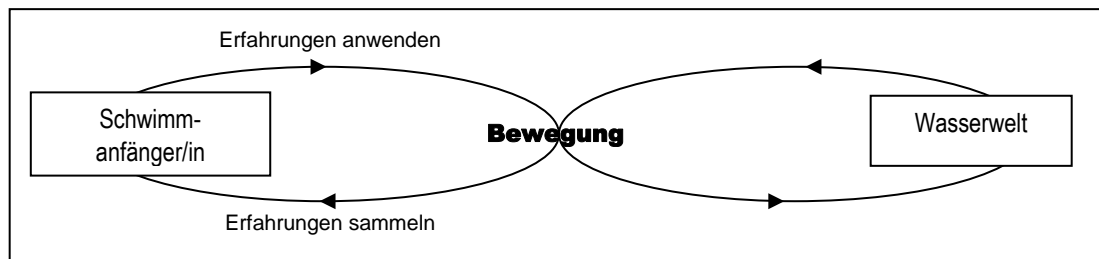 Erfahrungen anwenden
Schwimm-
anfänger/in
Bewegung
Wasserwelt
Erfahrungen sammeln